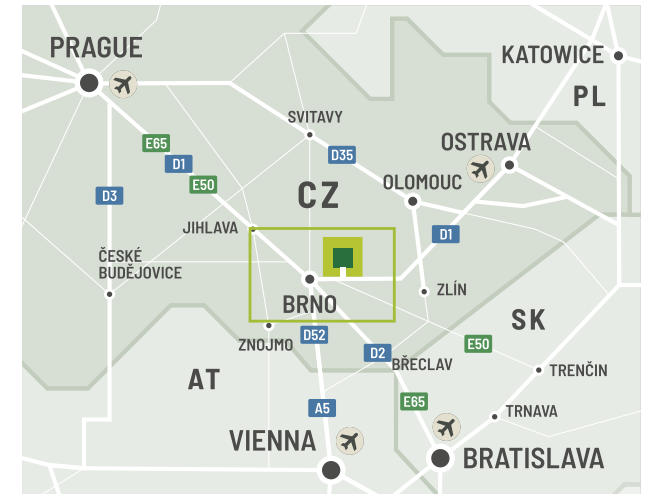 PRAGUE
KATOWICE
PL
SVITAVY
E65
D35
OSTRAVA
D1
E50
OLOMOUC
D3
CZ
JIHLAVA
D1
ČESKÉ
BUDĚJOVICE
ZLÍN
BRNO
SK
D52
ZNOJMO
E50
D2
BŘECLAV
TRENČÍN
AT
E65
A5
TRNAVA
VIENNA
BRATISLAVA